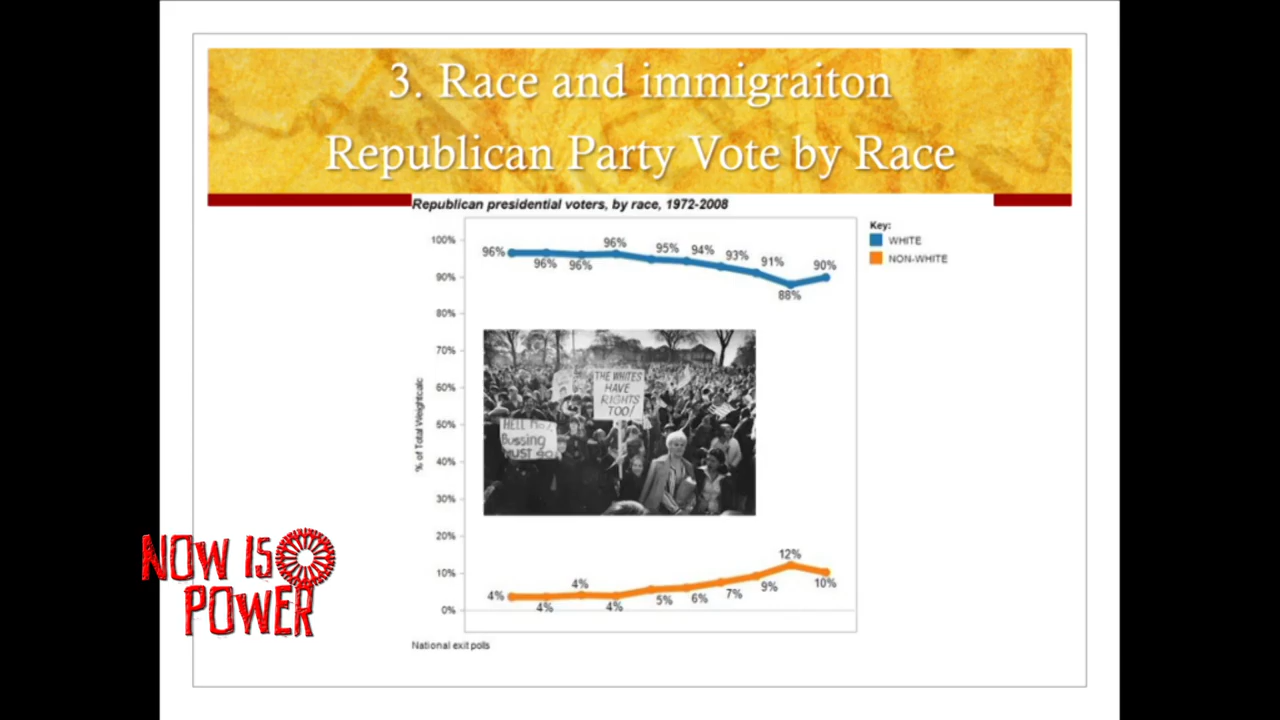 3. Race and immigraiton
Republican Party Vote by Race
Republican presidential voters, by race, 1972-2008
Key:
WHITE
NON-WHITE
100%
90%
80%
70%
60%
50%
40%
30%
20%
10%
0%
% of Total Weightcalc
96%
96%
96%
96%
95%
94%
93%
91%
88%
90%
THE WHITES
HAVE
RIGHTS
TOO!
HELL NO!
Bussing
MUST GO
4%
4%
4%
4%
5%
6%
7%
9%
12%
10%
National exit polls
NOW IS
POWER